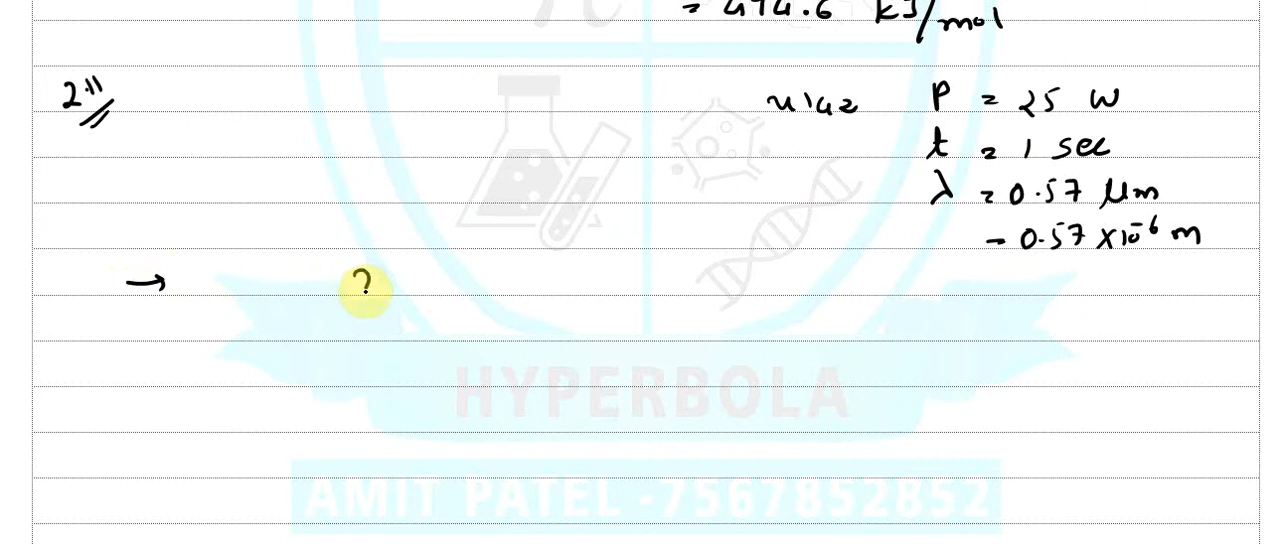 = 494.6 kJ/mol
2.11
P = 25 W
t = 1 sec
λ = 0.57 μm
= 0.57 × 10⁻⁶ m
→ ?
HYPERBOLA
AMIT PATEL -7567852852